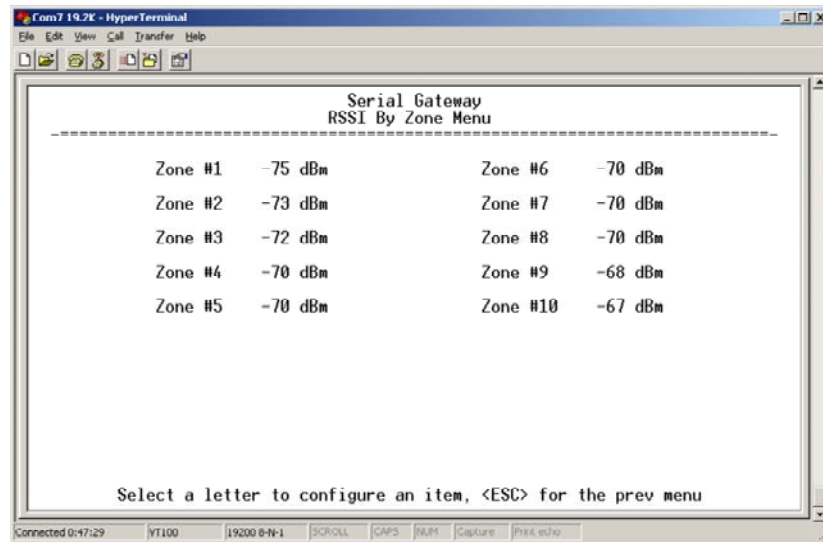 Com7 19.2K - HyperTerminal
File Edit View Call Transfer Help
Serial Gateway
RSSI By Zone Menu
Zone #1 -75 dBm Zone #6 -70 dBm
Zone #2 -73 dBm Zone #7 -70 dBm
Zone #3 -72 dBm Zone #8 -70 dBm
Zone #4 -70 dBm Zone #9 -68 dBm
Zone #5 -70 dBm Zone #10 -67 dBm
Select a letter to configure an item, <ESC> for the prev menu
Connected 0:47:29 VT100 19200 8-N-1 SCROLL CAPS NUM Capture Print echo